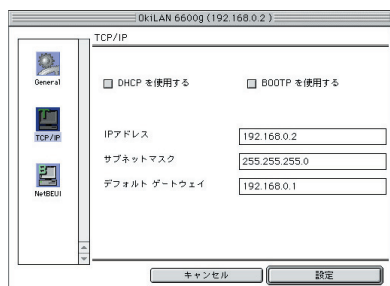 OkiLAN 6600g (192.168.0.2)
TCP/IP
General
TCP/IP
NetBEUI
DHCP を使用する
BOOTP を使用する
IPアドレス
192.168.0.2
サブネットマスク
255.255.255.0
デフォルト ゲートウェイ
192.168.0.1
キャンセル
設定